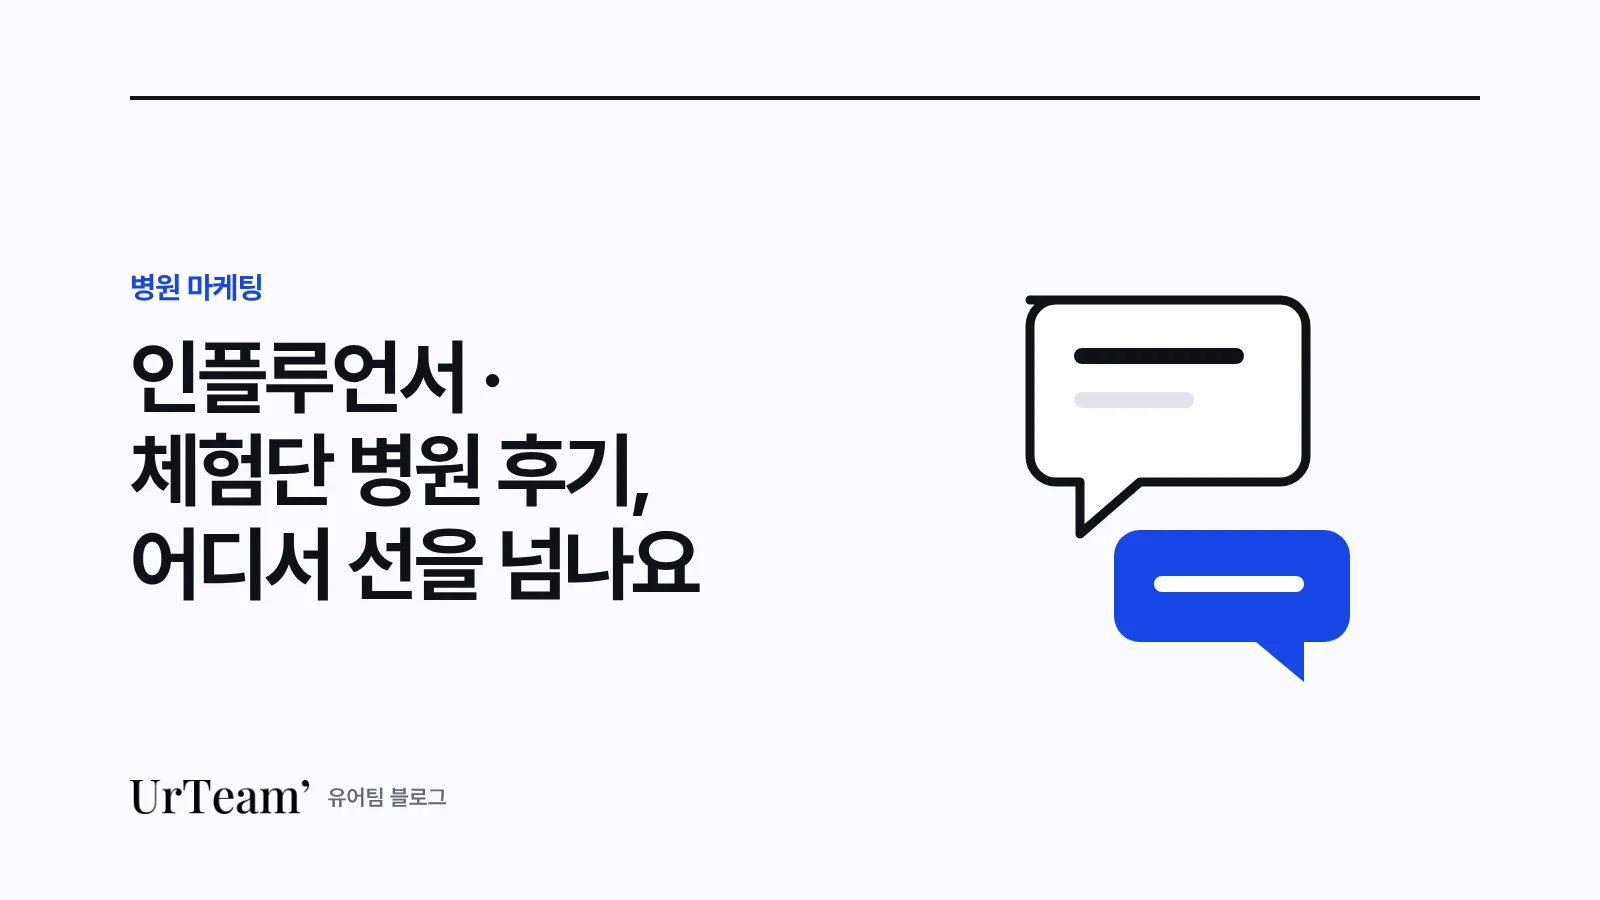 병원 마케팅
인플루언서 ·
체험단 병원 후기,
어디서 선을 넘나요
UrTeam’ 유어팀 블로그